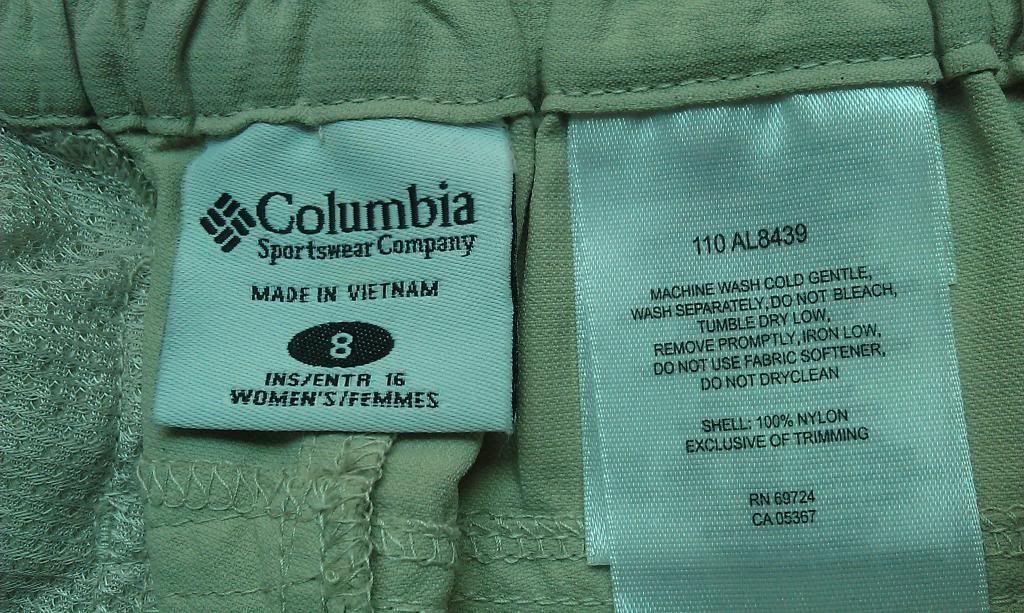 Columbia
Sportswear Company
MADE IN VIETNAM
8
INS/ENTR 16
WOMEN'S/FEMMES
110 AL8439
MACHINE WASH COLD GENTLE,
WASH SEPARATELY, DO NOT BLEACH,
TUMBLE DRY LOW,
REMOVE PROMPTLY, IRON LOW,
DO NOT USE FABRIC SOFTENER,
DO NOT DRYCLEAN
SHELL: 100% NYLON
EXCLUSIVE OF TRIMMING
RN 69724
CA 05367